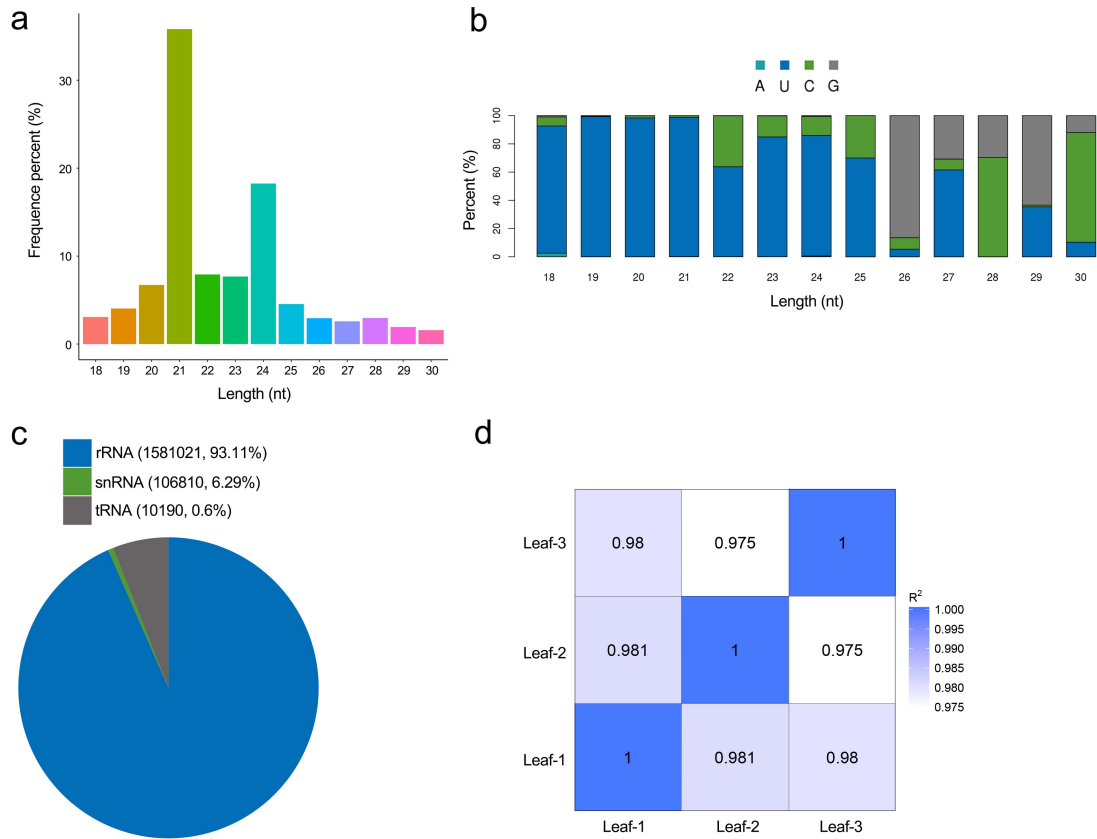 a
Frequence percent (%)
30
20
10
0
18 19 20 21 22 23 24 25 26 27 28 29 30
Length (nt)
b
A U C G
Percent (%)
100
80
60
40
20
0
18 19 20 21 22 23 24 25 26 27 28 29 30
Length (nt)
c
rRNA (1581021, 93.11%)
snRNA (106810, 6.29%)
tRNA (10190, 0.6%)
d
Leaf-3 0.98 0.975 1
Leaf-2 0.981 1 0.975
Leaf-1 1 0.981 0.98
Leaf-1 Leaf-2 Leaf-3
R²
1.000
0.995
0.990
0.985
0.980
0.975